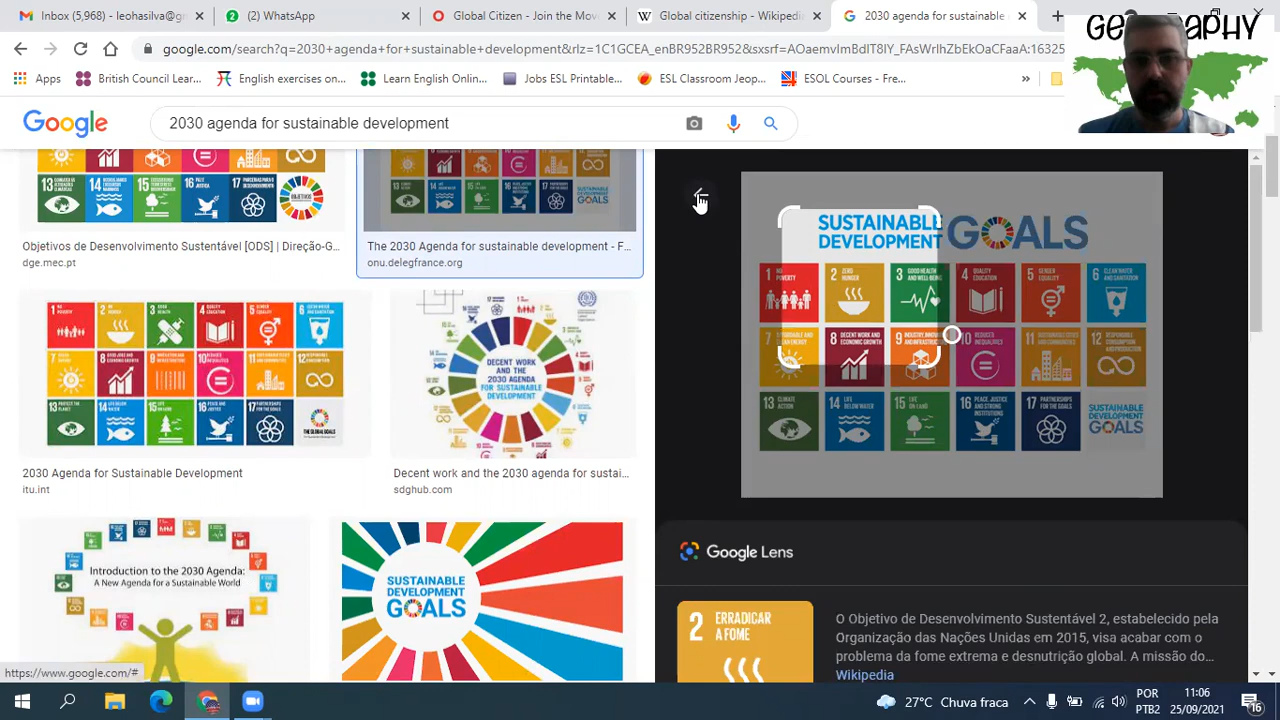 Inbox (5,968) - leohasilva@g
(2) WhatsApp
Global Citizen - Join the Mov
Global citizenship - Wikipedi
2030 agenda for sustainable
GEOGRAPHY
google.com/search?q=2030+agenda+for+sustainable+development&rlz=1C1GCEA_enBR952BR952&sxsrf=
Apps
British Council Lear...
English exercises on...
Learn English Onlin...
Jobs ESL Printable...
ESL Classroom Jeop...
ESOL Courses - Fre...
»
Google
2030 agenda for sustainable development
13
14
15
16
17
Objetivos de Desenvolvimento Sustentável [ODS] | Direção-G...
dge.mec.pt
The 2030 Agenda for sustainable development - F...
onu.delegfrance.org
2030 Agenda for Sustainable Development
itu.int
DECENT WORK
AND THE
2030 AGENDA
FOR SUSTAINABLE
DEVELOPMENT
Decent work and the 2030 agenda for sustai...
sdghub.com
Introduction to the 2030 Agenda:
A New Agenda for a Sustainable World
SUSTAINABLE
DEVELOPMENT
GOALS
SUSTAINABLE
DEVELOPMENT GOALS
1 NO POVERTY
2 ZERO HUNGER
3 GOOD HEALTH AND WELL-BEING
4 QUALITY EDUCATION
5 GENDER EQUALITY
6 CLEAN WATER AND SANITATION
8 DECENT WORK AND ECONOMIC GROWTH
9 INDUSTRY, INNOV
10 REDUCED INEQUALITIES
12 RESPONSIBLE CONSUMPTION AND PRODUCTION
13 CLIMATE ACTION
14 LIFE BELOW WATER
15 LIFE ON LAND
16 PEACE, JUSTICE AND STRONG INSTITUTIONS
17 PARTNERSHIPS FOR THE GOALS
SUSTAINABLE
DEVELOPMENT
GOALS
Google Lens
2 ERRADICAR
A FOME
O Objetivo de Desenvolvimento Sustentável 2, estabelecido pela
Organização das Nações Unidas em 2015, visa acabar com o
problema da fome extrema e desnutrição global. A missão do...
Wikipedia
https://www.google.com/#
27°C Chuva fraca
POR
PTB2
11:06
25/09/2021
16